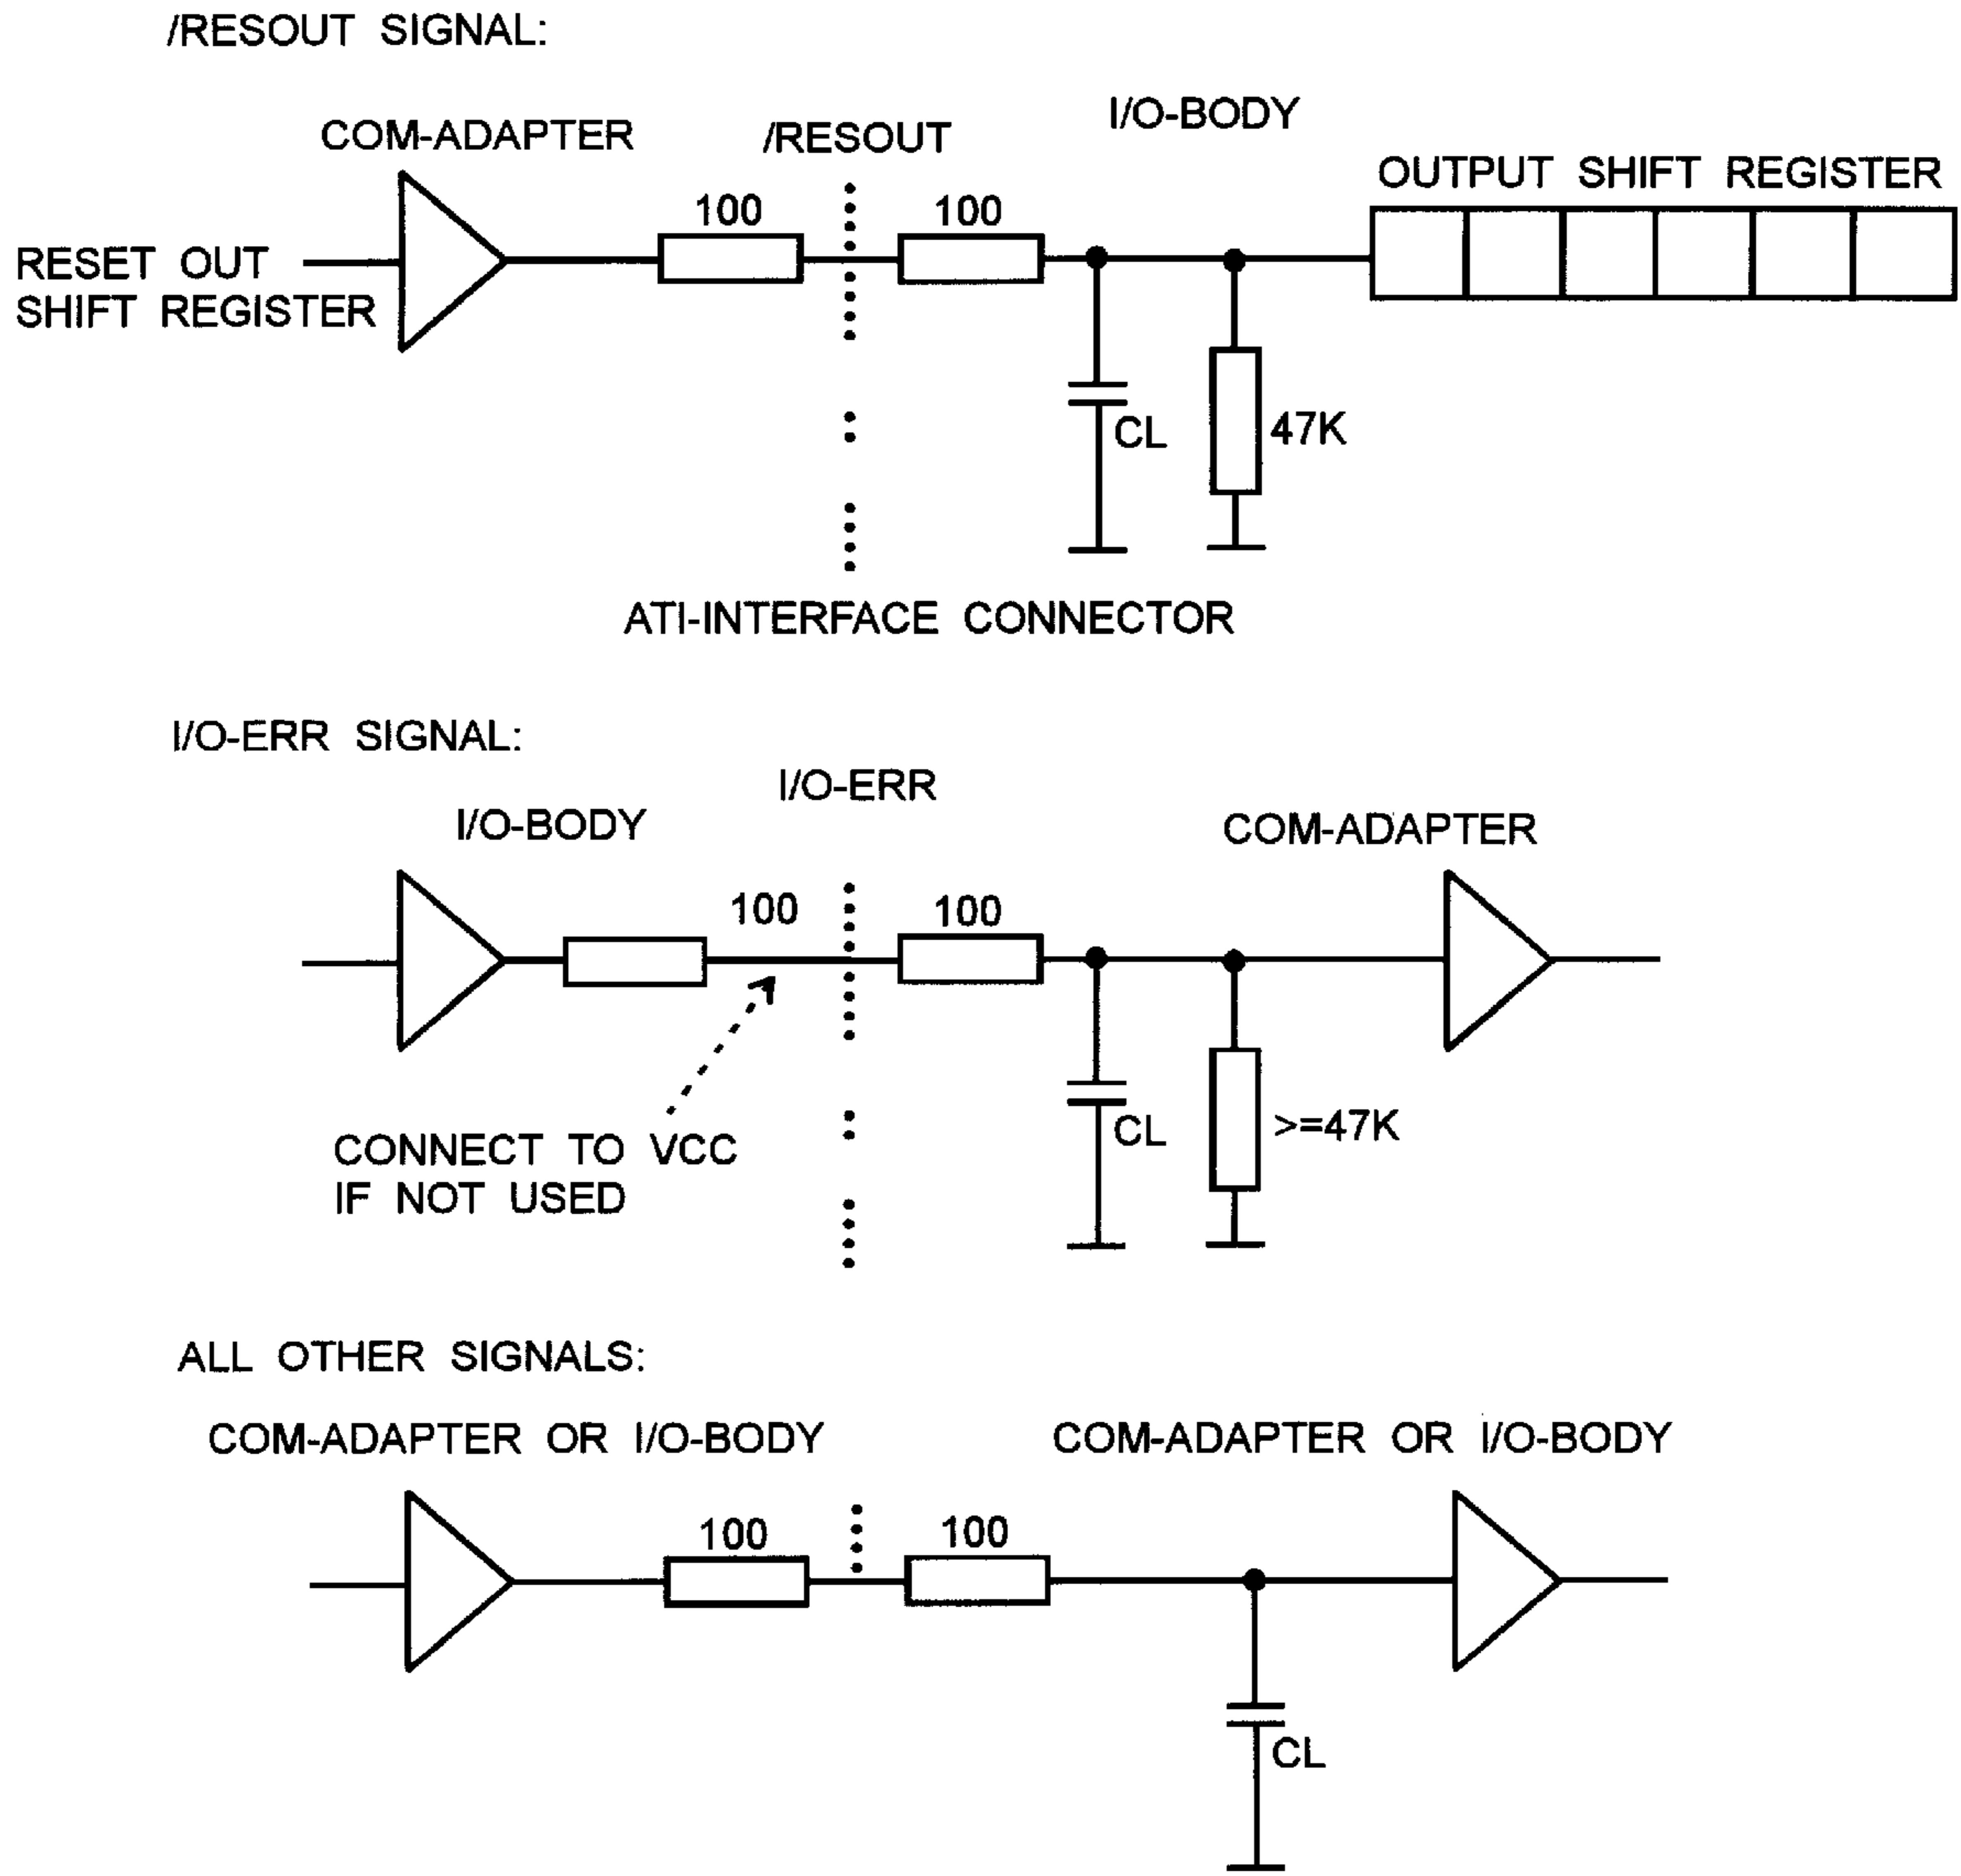 /RESOUT SIGNAL:
I/O-BODY
COM-ADAPTER
/RESOUT
OUTPUT SHIFT REGISTER
100
100
RESET OUT
SHIFT REGISTER
CL
47K
ATI-INTERFACE CONNECTOR
I/O-ERR SIGNAL:
I/O-ERR
I/O-BODY
COM-ADAPTER
100
100
CL
>=47K
CONNECT TO VCC
IF NOT USED
ALL OTHER SIGNALS:
COM-ADAPTER OR I/O-BODY
COM-ADAPTER OR I/O-BODY
100
100
CL